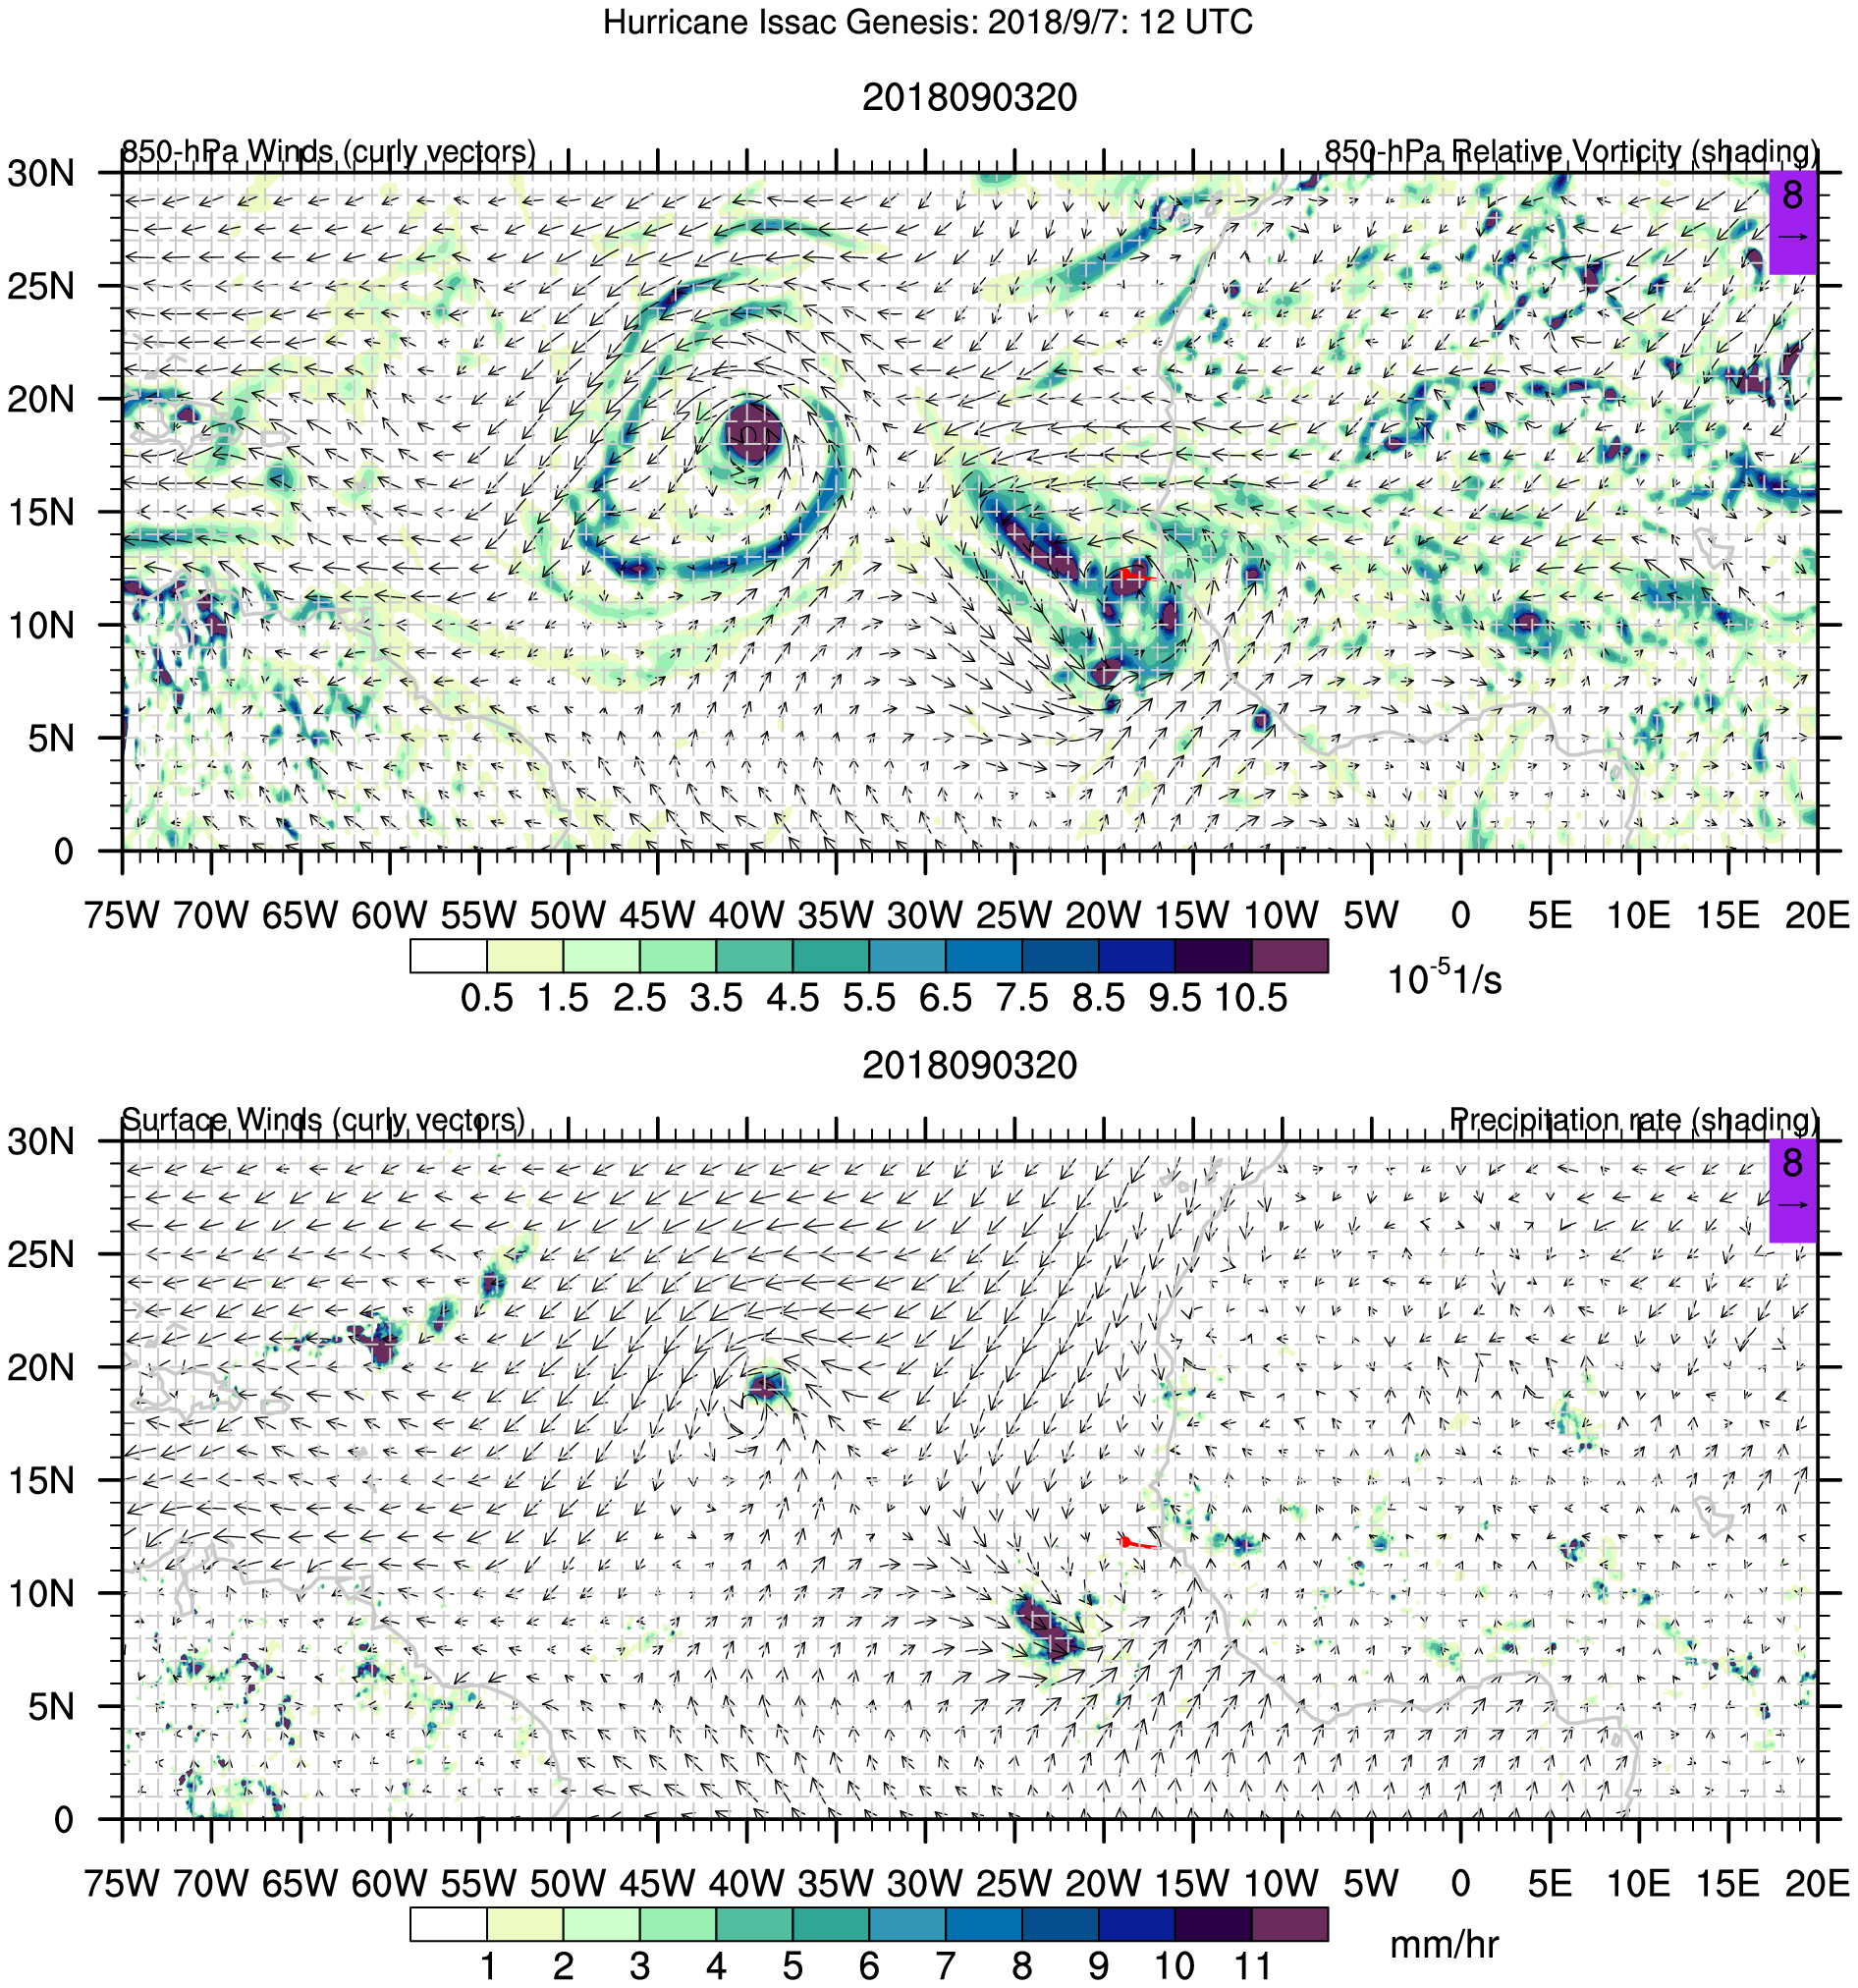 Hurricane Issac Genesis: 2018/9/7: 12 UTC
2018090320
850-hPa Winds (curly vectors) 850-hPa Relative Vorticity (shading)
30N
8
25N
20N
15N
10N
5N
0
75W 70W 65W 60W 55W 50W 45W 40W 35W 30W 25W 20W 15W 10W 5W 0 5E 10E 15E 20E
0.5 1.5 2.5 3.5 4.5 5.5 6.5 7.5 8.5 9.5 10.5
10-51/s
2018090320
Surface Winds (curly vectors) Precipitation rate (shading)
30N
8
25N
20N
15N
10N
5N
0
75W 70W 65W 60W 55W 50W 45W 40W 35W 30W 25W 20W 15W 10W 5W 0 5E 10E 15E 20E
1 2 3 4 5 6 7 8 9 10 11
mm/hr